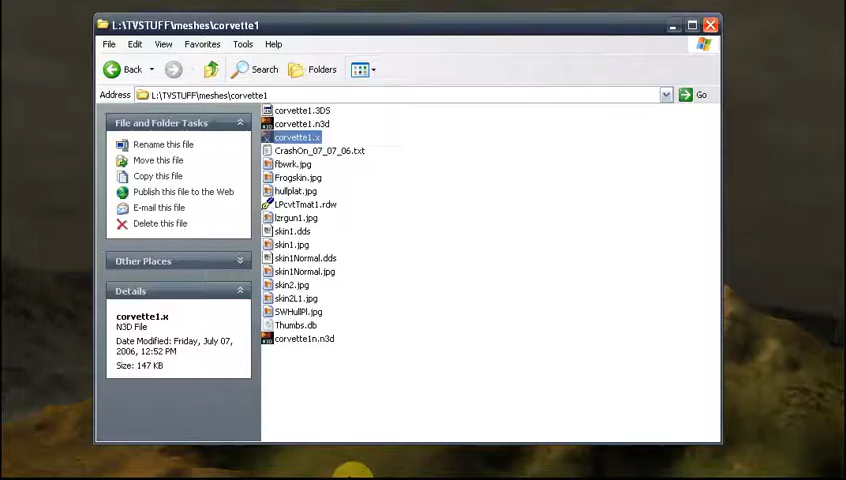 L:\TVSTUFF\meshes\corvette1
File Edit View Favorites Tools Help
Back Search Folders
Address L:\TVSTUFF\meshes\corvette1 Go
File and Folder Tasks
Rename this file
Move this file
Copy this file
Publish this file to the Web
E-mail this file
Delete this file
Other Places
Details
corvette1.x
N3D File
Date Modified: Friday, July 07,
2006, 12:52 PM
Size: 147 KB
corvette1.3DS
corvette1.n3d
corvette1.x
CrashOn_07_07_06.txt
fbwrk.jpg
Frogskin.jpg
hullplat.jpg
LPcvtTmat1.rdw
lzrgun1.jpg
skin1.dds
skin1.jpg
skin1Normal.dds
skin1Normal.jpg
skin2.jpg
skin2L1.jpg
SWHullPl.jpg
Thumbs.db
corvette1n.n3d